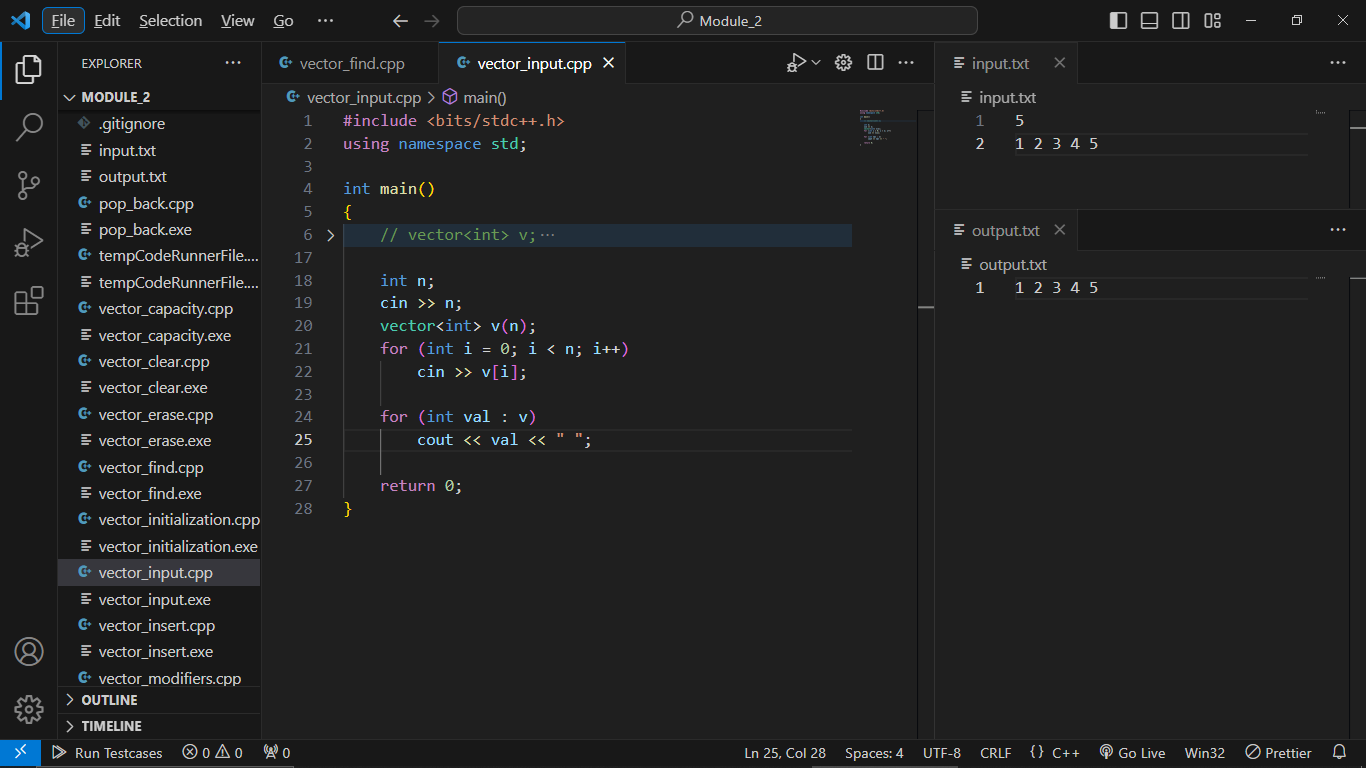 File Edit Selection View Go ··· Module_2
EXPLORER ···
MODULE_2
.gitignore
input.txt
output.txt
pop_back.cpp
pop_back.exe
tempCodeRunnerFile....
tempCodeRunnerFile....
vector_capacity.cpp
vector_capacity.exe
vector_clear.cpp
vector_clear.exe
vector_erase.cpp
vector_erase.exe
vector_find.cpp
vector_find.exe
vector_initialization.cpp
vector_initialization.exe
vector_input.cpp
vector_input.exe
vector_insert.cpp
vector_insert.exe
vector_modifiers.cpp
OUTLINE
TIMELINE
vector_find.cpp vector_input.cpp
vector_input.cpp > main()
1 #include <bits/stdc++.h>
2 using namespace std;
3
4 int main()
5 {
6 // vector<int> v;···
17
18 int n;
19 cin >> n;
20 vector<int> v(n);
21 for (int i = 0; i < n; i++)
22 cin >> v[i];
23
24 for (int val : v)
25 cout << val << " ";
26
27 return 0;
28 }
input.txt
input.txt
1 5
2 1 2 3 4 5
output.txt
output.txt
1 1 2 3 4 5
Run Testcases 0 0 0 Ln 25, Col 28 Spaces: 4 UTF-8 CRLF {} C++ Go Live Win32 Prettier